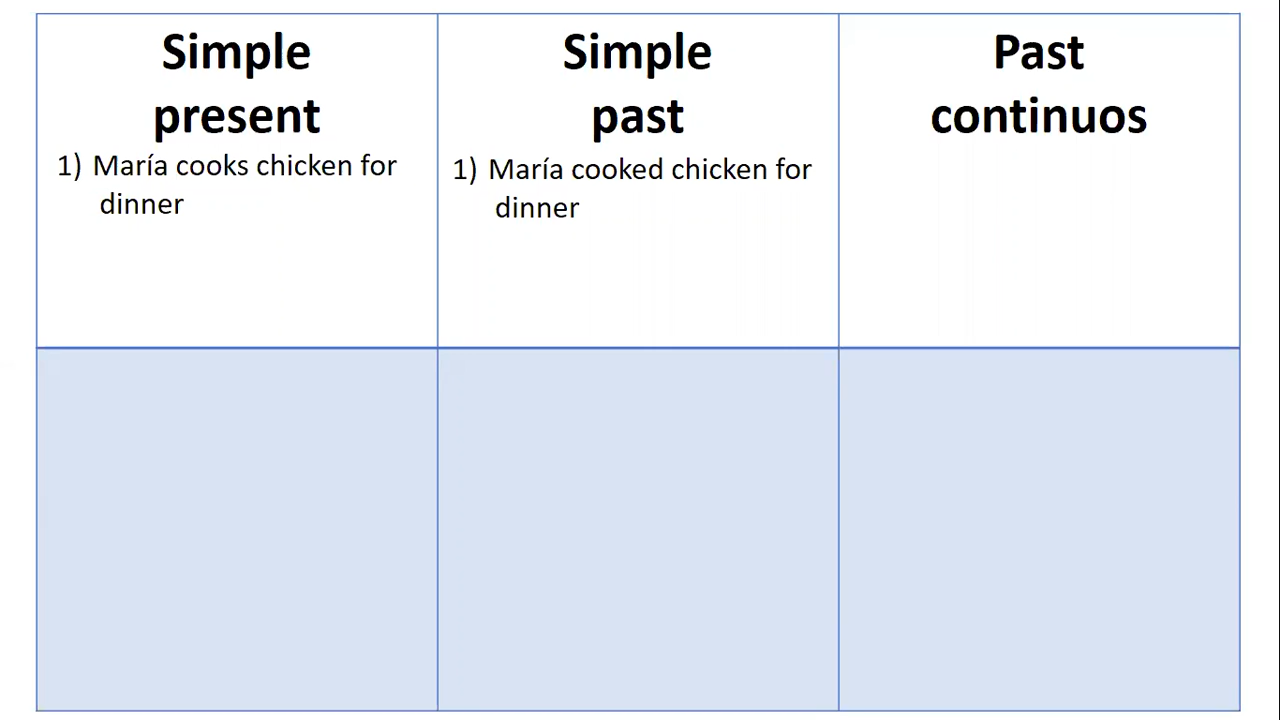 Simple
present
1) María cooks chicken for
dinner
Simple
past
1) María cooked chicken for
dinner
Past
continuos